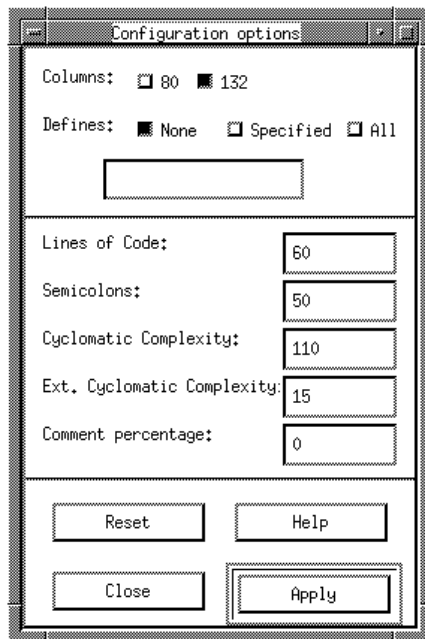 Configuration options
Columns: 80 132
Defines: None Specified All
Lines of Code: 60
Semicolons: 50
Cyclomatic Complexity: 110
Ext. Cyclomatic Complexity: 15
Comment percentage: 0
Reset Help
Close Apply